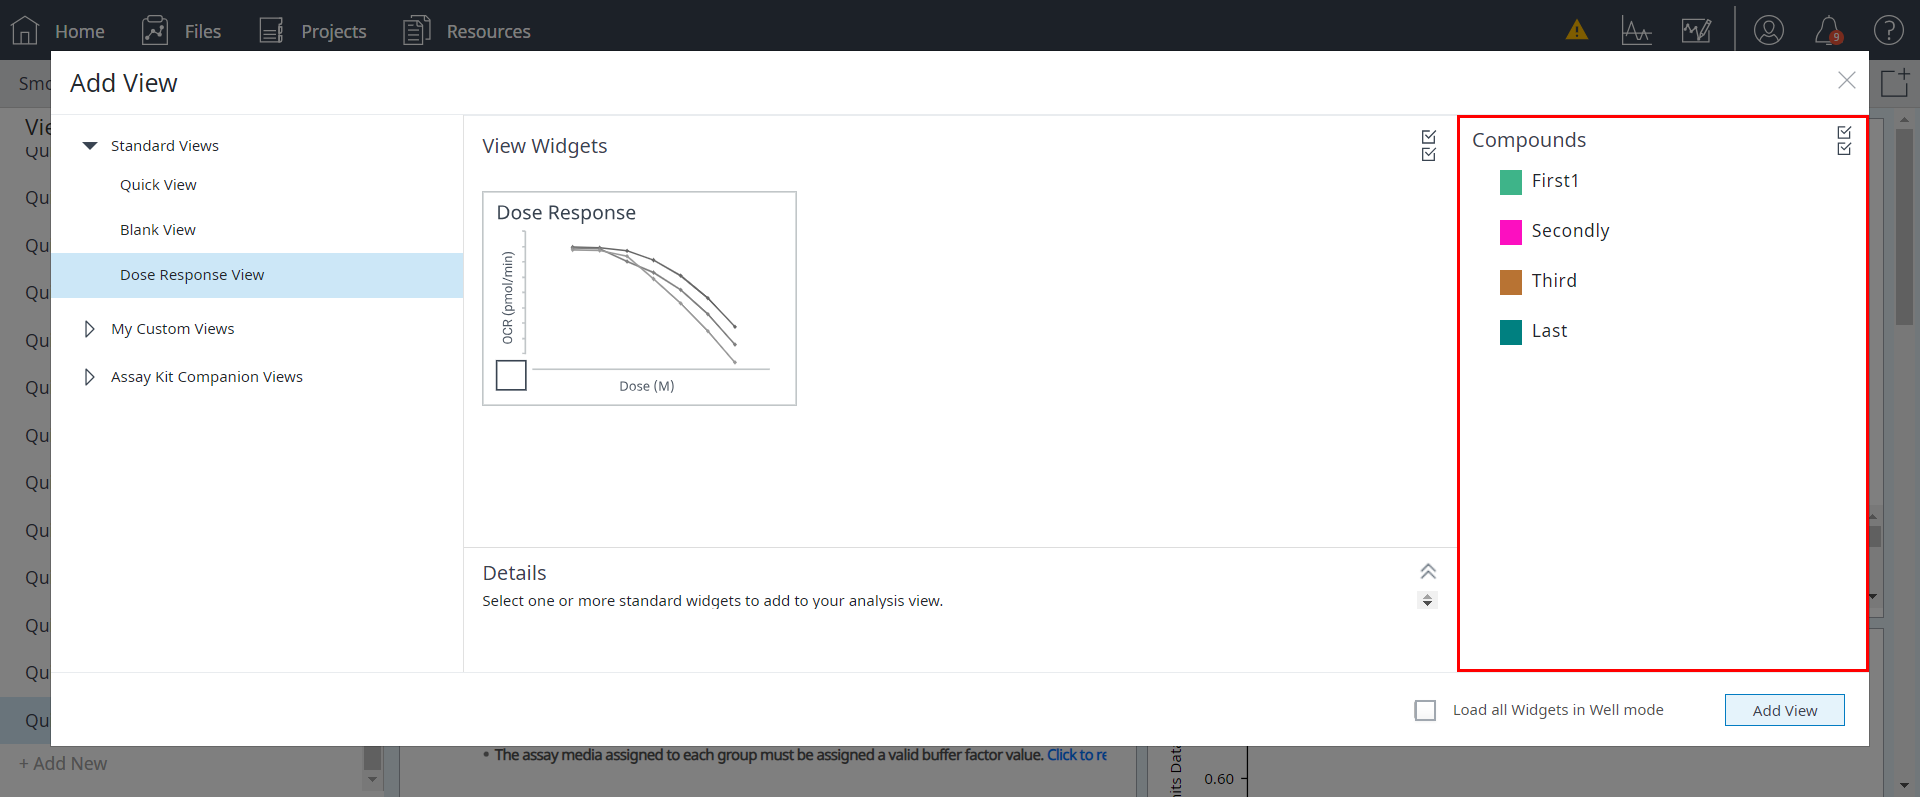 Home Files Projects Resources
9
Add View
Standard Views
Quick View
Blank View
Dose Response View
My Custom Views
Assay Kit Companion Views
View Widgets
Dose Response
OCR (pmol/min)
Dose (M)
Details
Select one or more standard widgets to add to your analysis view.
Compounds
First1
Secondly
Third
Last
Load all Widgets in Well mode
Add View
Qu
Qu
Qu
Qu
Qu
Qu
Qu
Qu
Qu
Qu
Qu
Qu
Qu
+ Add New
* The assay media assigned to each group must be assigned a valid buffer factor value. Click to re
0.60